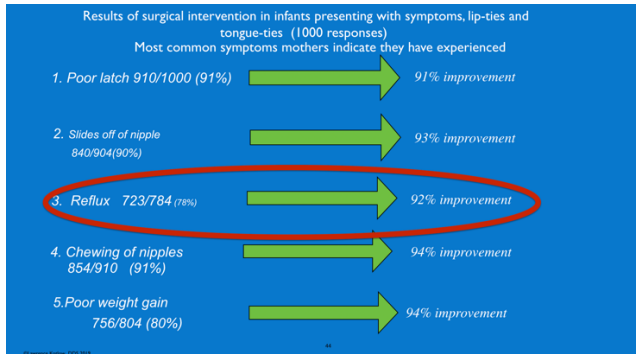 Results of surgical intervention in infants presenting with symptoms, lip-ties and
tongue-ties  (1000 responses)
Most common symptoms mothers indicate they have experienced
1. Poor latch 910/1000 (91%)
91% improvement
2. Slides off of nipple
840/904(90%)
93% improvement
3. Reflux 723/784 (78%)
92% improvement
4. Chewing of nipples
854/910 (91%)
94% improvement
5.Poor weight gain
756/804 (80%)
94% improvement
44